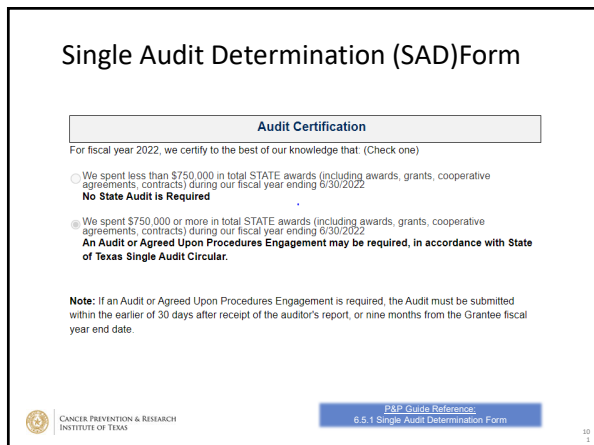 Single Audit Determination (SAD)Form
Audit Certification
For fiscal year 2022, we certify to the best of our knowledge that: (Check one)
We spent less than $750,000 in total STATE awards (including awards, grants, cooperative
agreements, contracts) during our fiscal year ending 6/30/2022
No State Audit is Required
We spent $750,000 or more in total STATE awards (including awards, grants, cooperative
agreements, contracts) during our fiscal year ending 6/30/2022
An Audit or Agreed Upon Procedures Engagement may be required, in accordance with State
of Texas Single Audit Circular.
Note: If an Audit or Agreed Upon Procedures Engagement is required, the Audit must be submitted
within the earlier of 30 days after receipt of the auditor's report, or nine months from the Grantee fiscal
year end date.
CANCER PREVENTION & RESEARCH
INSTITUTE OF TEXAS
P&P Guide Reference:
6.5.1 Single Audit Determination Form
10
1